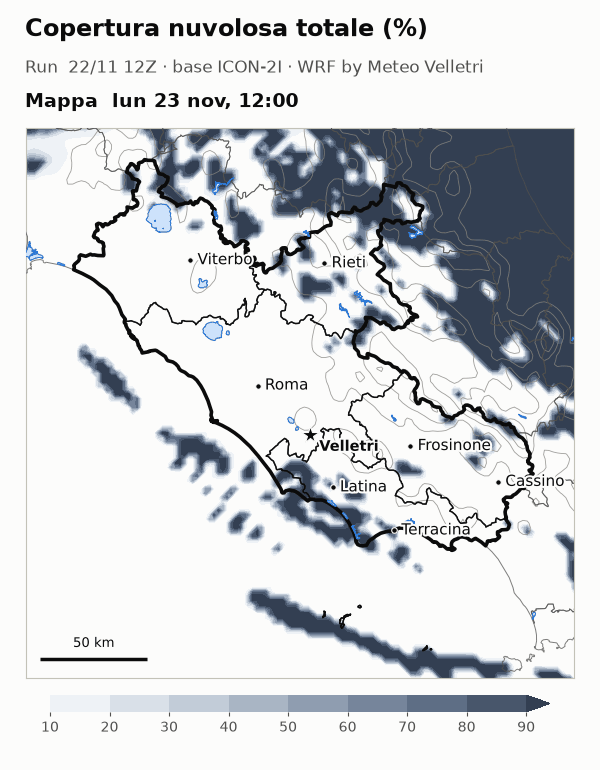 Copertura nuvolosa totale (%)
Run 22/11 12Z · base ICON-2I · WRF by Meteo Velletri
Mappa lun 23 nov, 12:00
Viterbo
Rieti
Roma
Velletri
Frosinone
Latina
Cassino
Terracina
50 km
10 20 30 40 50 60 70 80 90